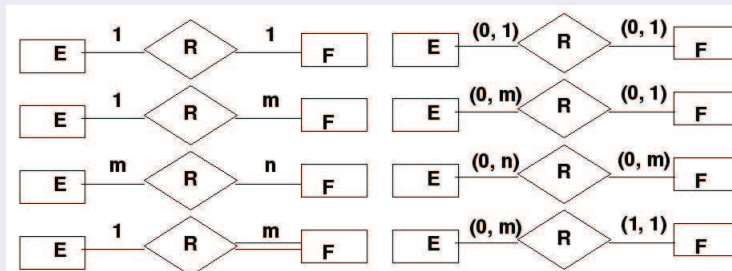 E 1 R 1 F E (0, 1) R (0, 1) F
E 1 R m F E (0, m) R (0, 1) F
E m R n F E (0, n) R (0, m) F
E 1 R m F E (0, m) R (1, 1) F